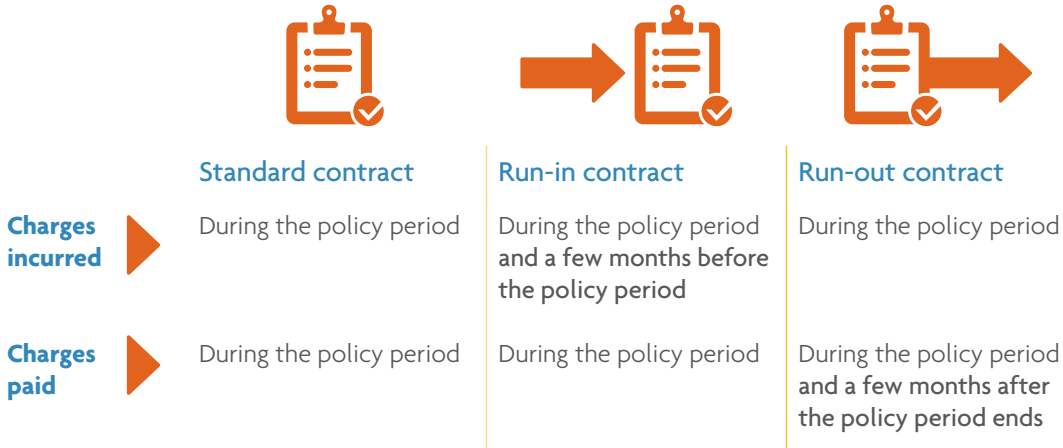 Standard contract
Run-in contract
Run-out contract
Charges
incurred
During the policy period
During the policy period
and a few months before
the policy period
During the policy period
Charges
paid
During the policy period
During the policy period
During the policy period
and a few months after
the policy period ends